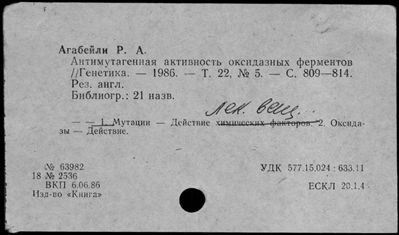 Агабейли Р. А.
Антимутагенная активность оксидазных ферментов
//Генетика. — 1986. — Т. 22, № 5. — С. 809—814.
Рез. англ.
Библиогр.: 21 назв.
лек. вещ.
— — 1. Мутации — Действие химических факторов. 2. Оксида-
зы — Действие.
№ 63982
УДК 577.15.024 : 633.11
18 № 2536
ВКП 6.06.86
ЕСКЛ 20.1.4
Изд-во «Книга»